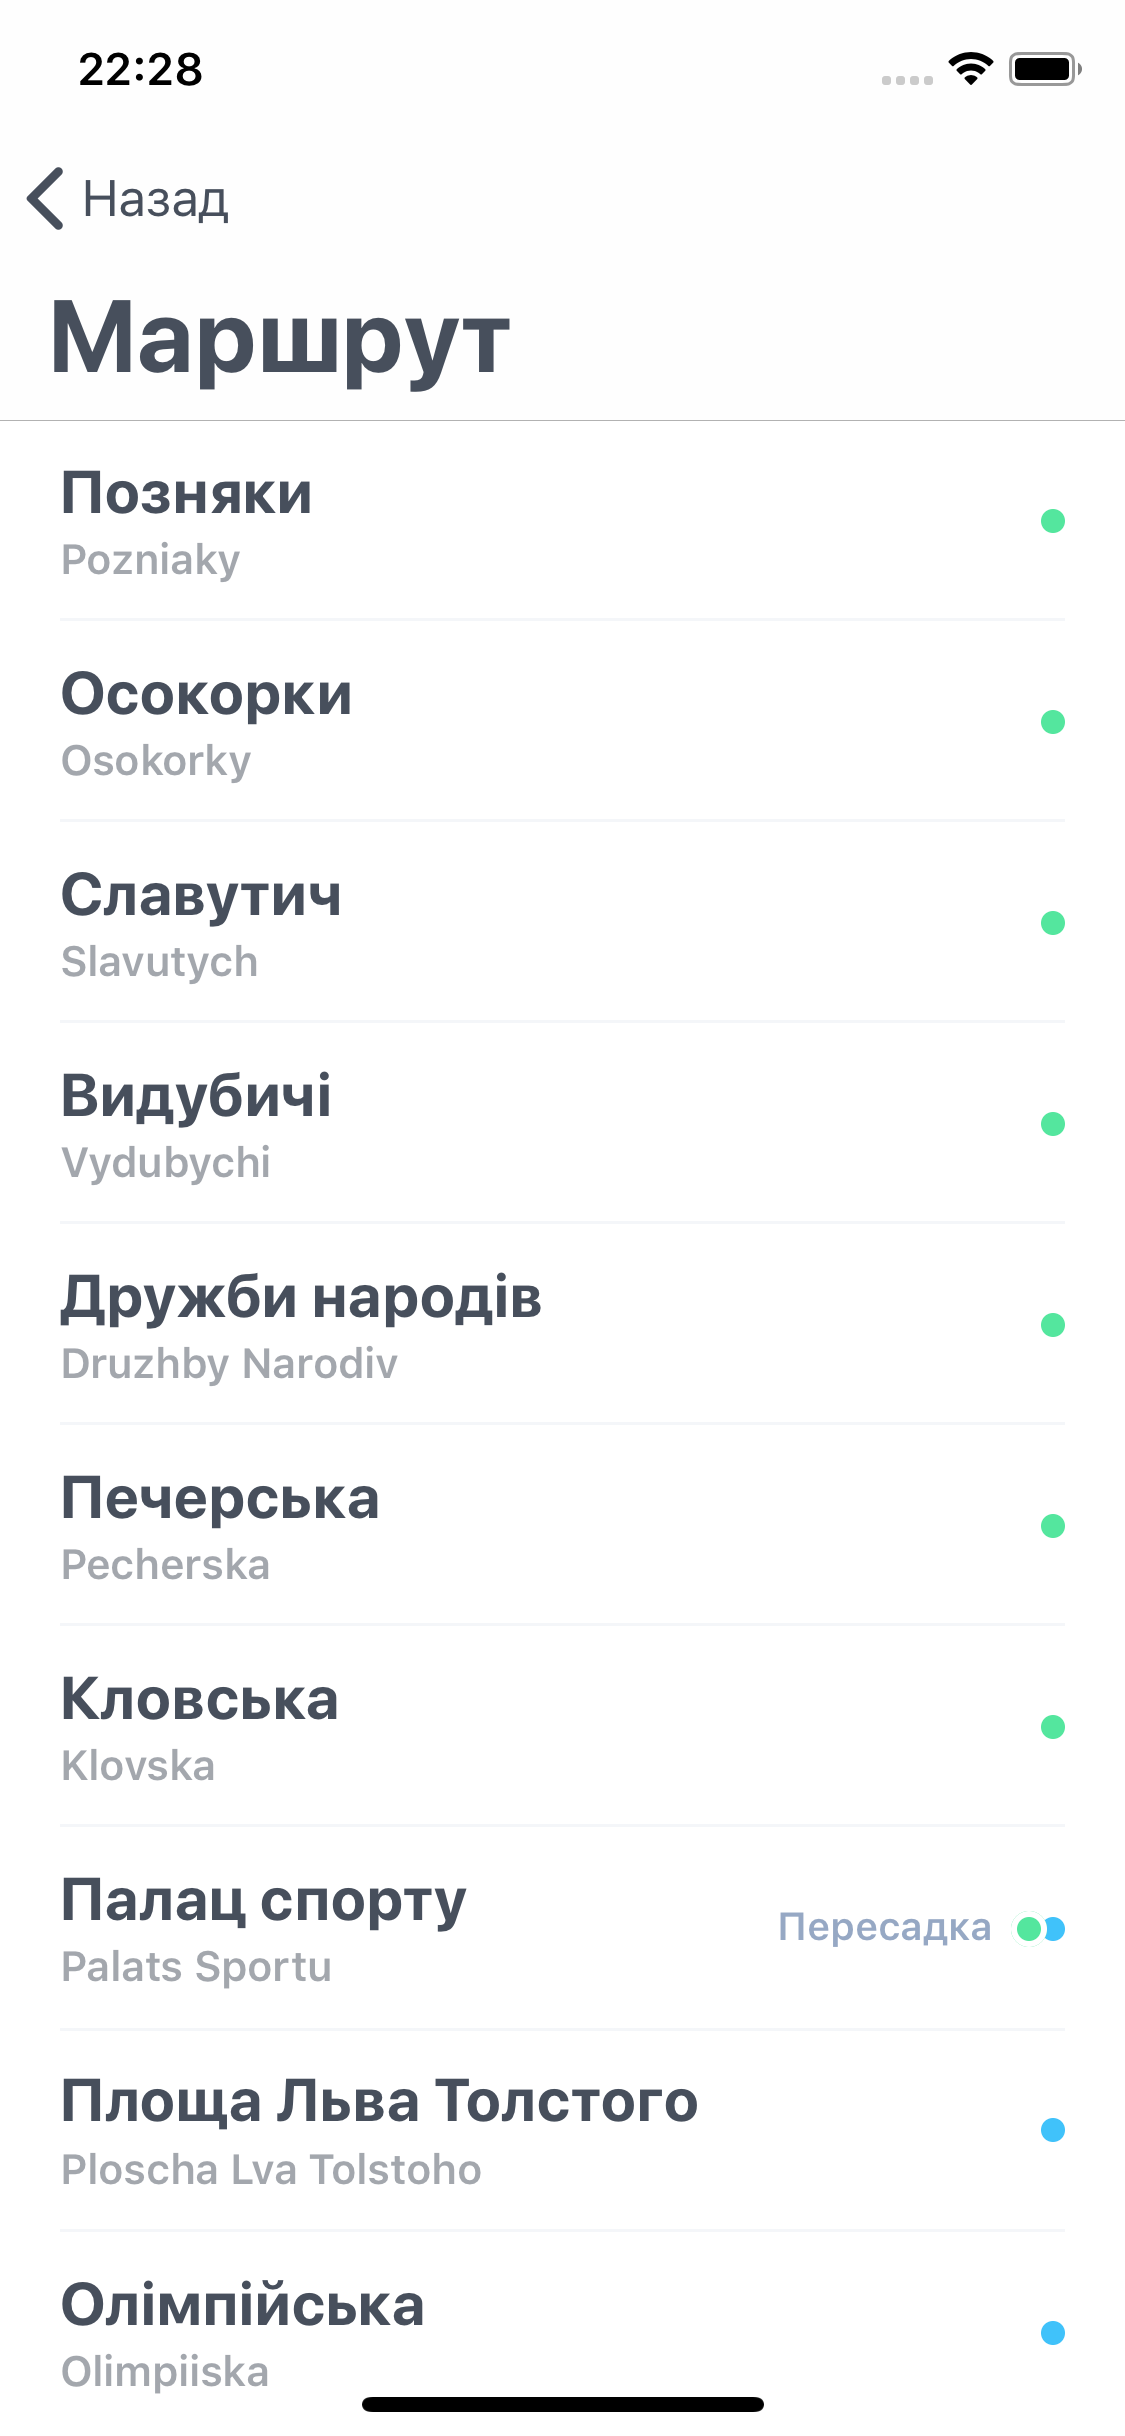 22:28
Назад
Маршрут
Позняки
Pozniaky
Осокорки
Osokorky
Славутич
Slavutych
Видубичі
Vydubychi
Дружби народів
Druzhby Narodiv
Печерська
Pecherska
Кловська
Klovska
Палац спорту
Пересадка
Palats Sportu
Площа Льва Толстого
Ploscha Lva Tolstoho
Олімпійська
Olimpiiska